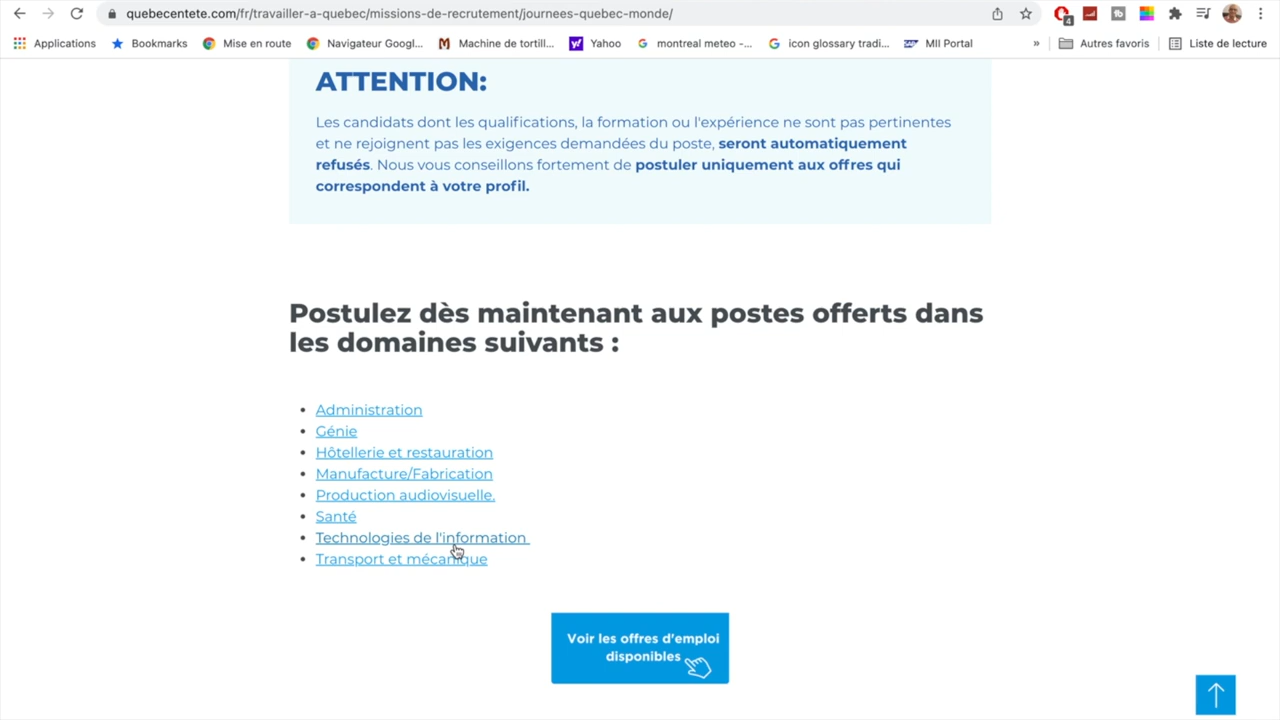 quebecentete.com/fr/travailler-a-quebec/missions-de-recrutement/journees-quebec-monde/
4
Applications Bookmarks Mise en route Navigateur Googl... Machine de tortill... Yahoo montreal meteo -... icon glossary tradi... MII Portal » Autres favoris Liste de lecture
ATTENTION:
Les candidats dont les qualifications, la formation ou l'expérience ne sont pas pertinentes
et ne rejoignent pas les exigences demandées du poste, seront automatiquement
refusés. Nous vous conseillons fortement de postuler uniquement aux offres qui
correspondent à votre profil.
Postulez dès maintenant aux postes offerts dans
les domaines suivants :
• Administration
• Génie
• Hôtellerie et restauration
• Manufacture/Fabrication
• Production audiovisuelle.
• Santé
• Technologies de l'information
• Transport et mécanique
Voir les offres d'emploi
disponibles